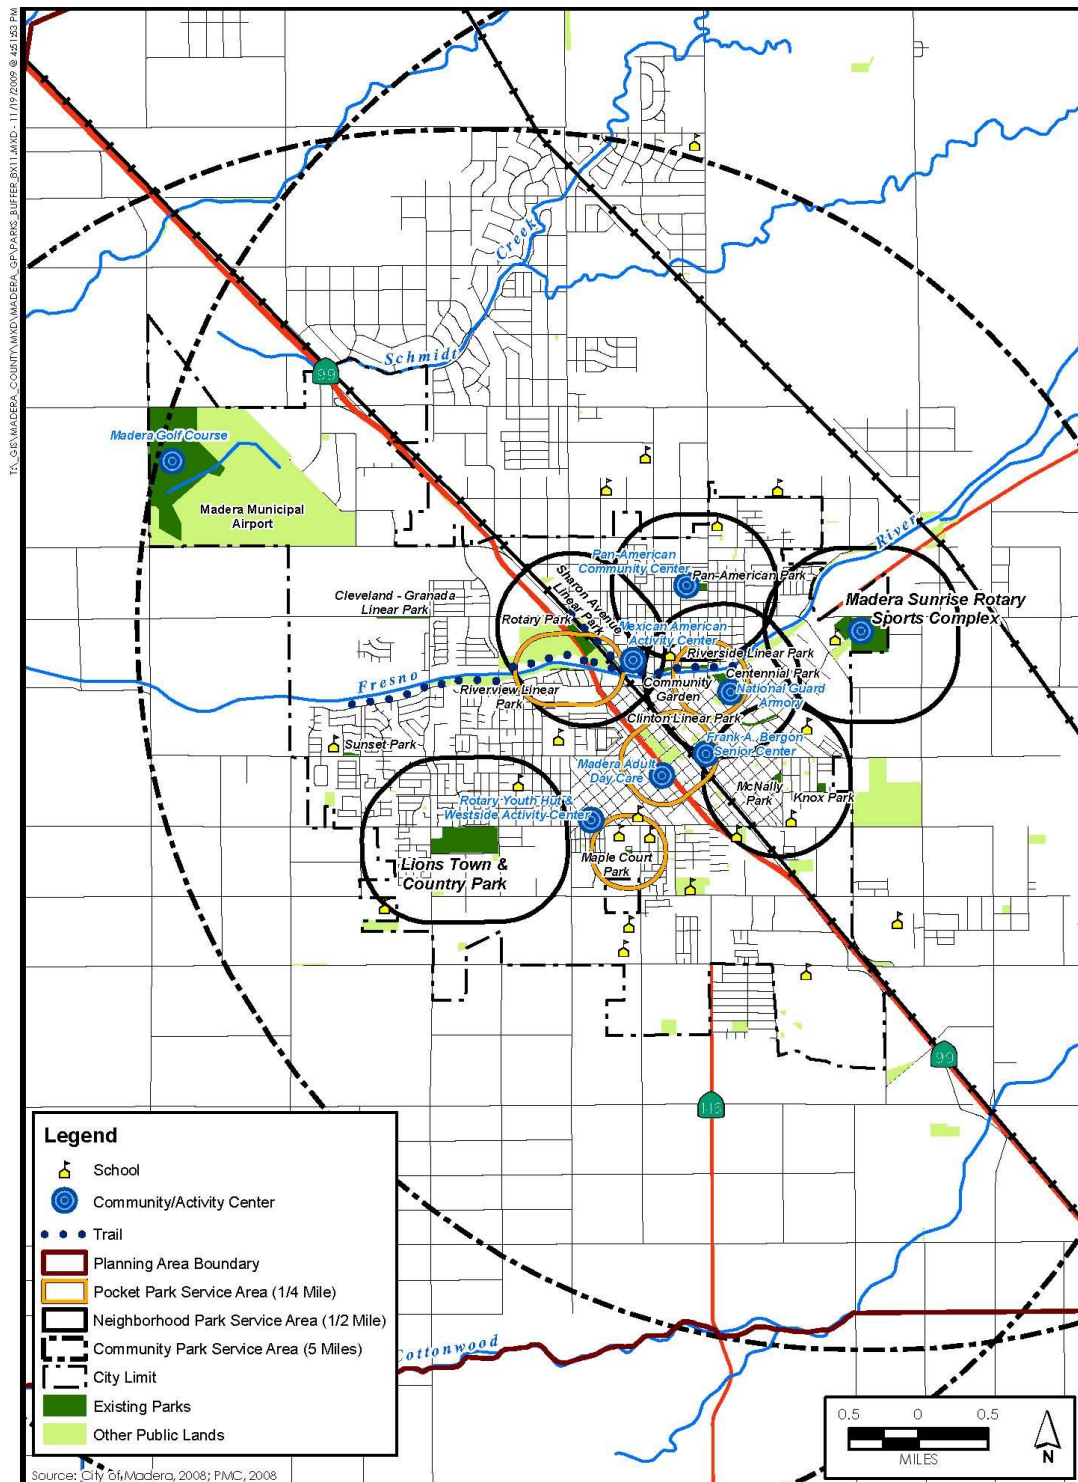 T:\_GIS\MADERA_COUNTY\MXD\MADERA_GP\PARKS_BUFFER_8X11.MXD - 11/19/2009 @ 4:51:53 PM
Creek
Schmidt
99
Madera Golf Course
Madera Municipal
Airport
River
Pan-American
Community Center
Pan-American Park
Cleveland - Granada
Linear Park
Sharon Avenue
Linear Park
Rotary Park
Madera Sunrise Rotary
Sports Complex
Mexican American
Activity Center
Riverside Linear Park
Centennial Park
Community
Garden
National Guard
Armory
Fresno
Riverview Linear
Park
Clinton Linear Park
Frank A. Bergon
Senior Center
Sunset Park
Madera Adult
Day Care
McNally
Park
Knox Park
Rotary Youth Hut &
Westside Activity Center
Lions Town &
Country Park
Maple Court
Park
99
Cottonwood
Legend
School
Community/Activity Center
Trail
Planning Area Boundary
Pocket Park Service Area (1/4 Mile)
Neighborhood Park Service Area (1/2 Mile)
Community Park Service Area (5 Miles)
City Limit
Existing Parks
Other Public Lands
0.5 0 0.5
MILES
N
Source: City of Madera, 2008; PMC, 2008